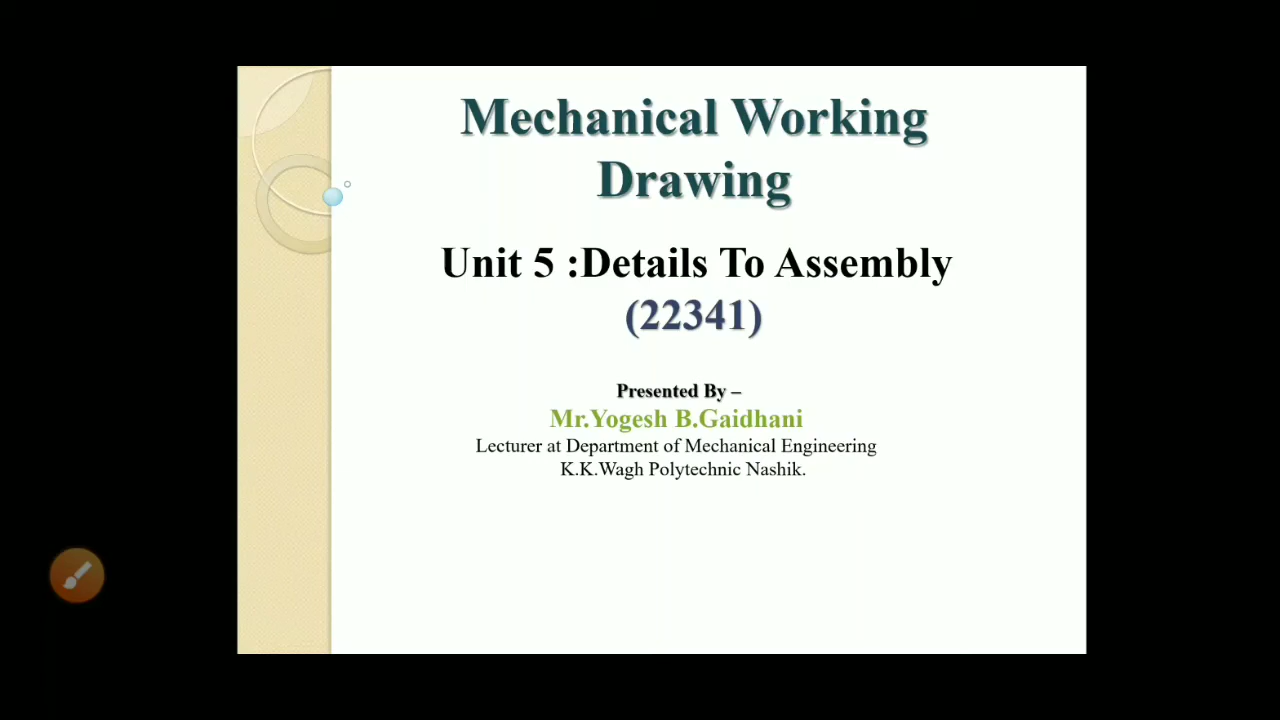 Mechanical Working
Drawing
Unit 5 :Details To Assembly
(22341)
Presented By –
Mr.Yogesh B.Gaidhani
Lecturer at Department of Mechanical Engineering
K.K.Wagh Polytechnic Nashik.